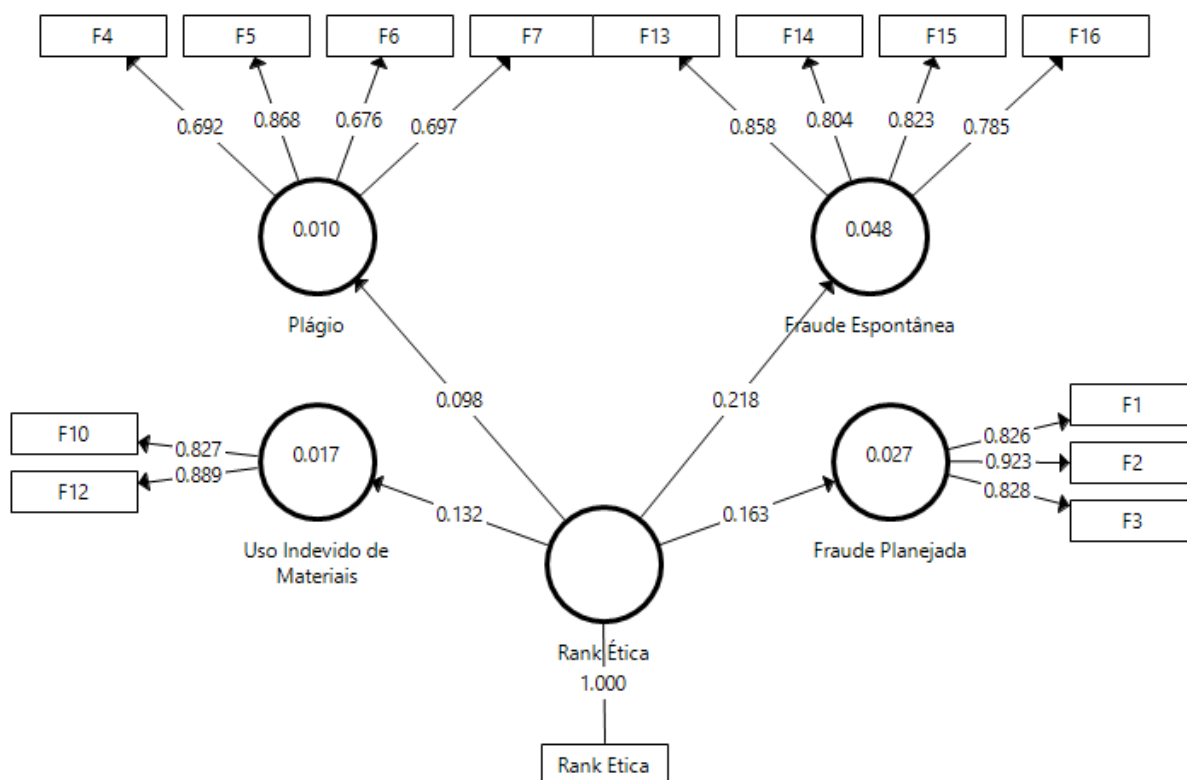 F4 F5 F6 F7 F13 F14 F15 F16
0.692 0.868 0.676 0.697 0.858 0.804 0.823 0.785
0.010 0.048
Plágio Fraude Espontânea
0.098 0.218
F10 0.827 0.017 0.027 0.826 F1
F12 0.889 0.923 F2
0.132 0.163 0.828 F3
Uso Indevido de Fraude Planejada
Materiais
Rank Ética
1.000
Rank Etica